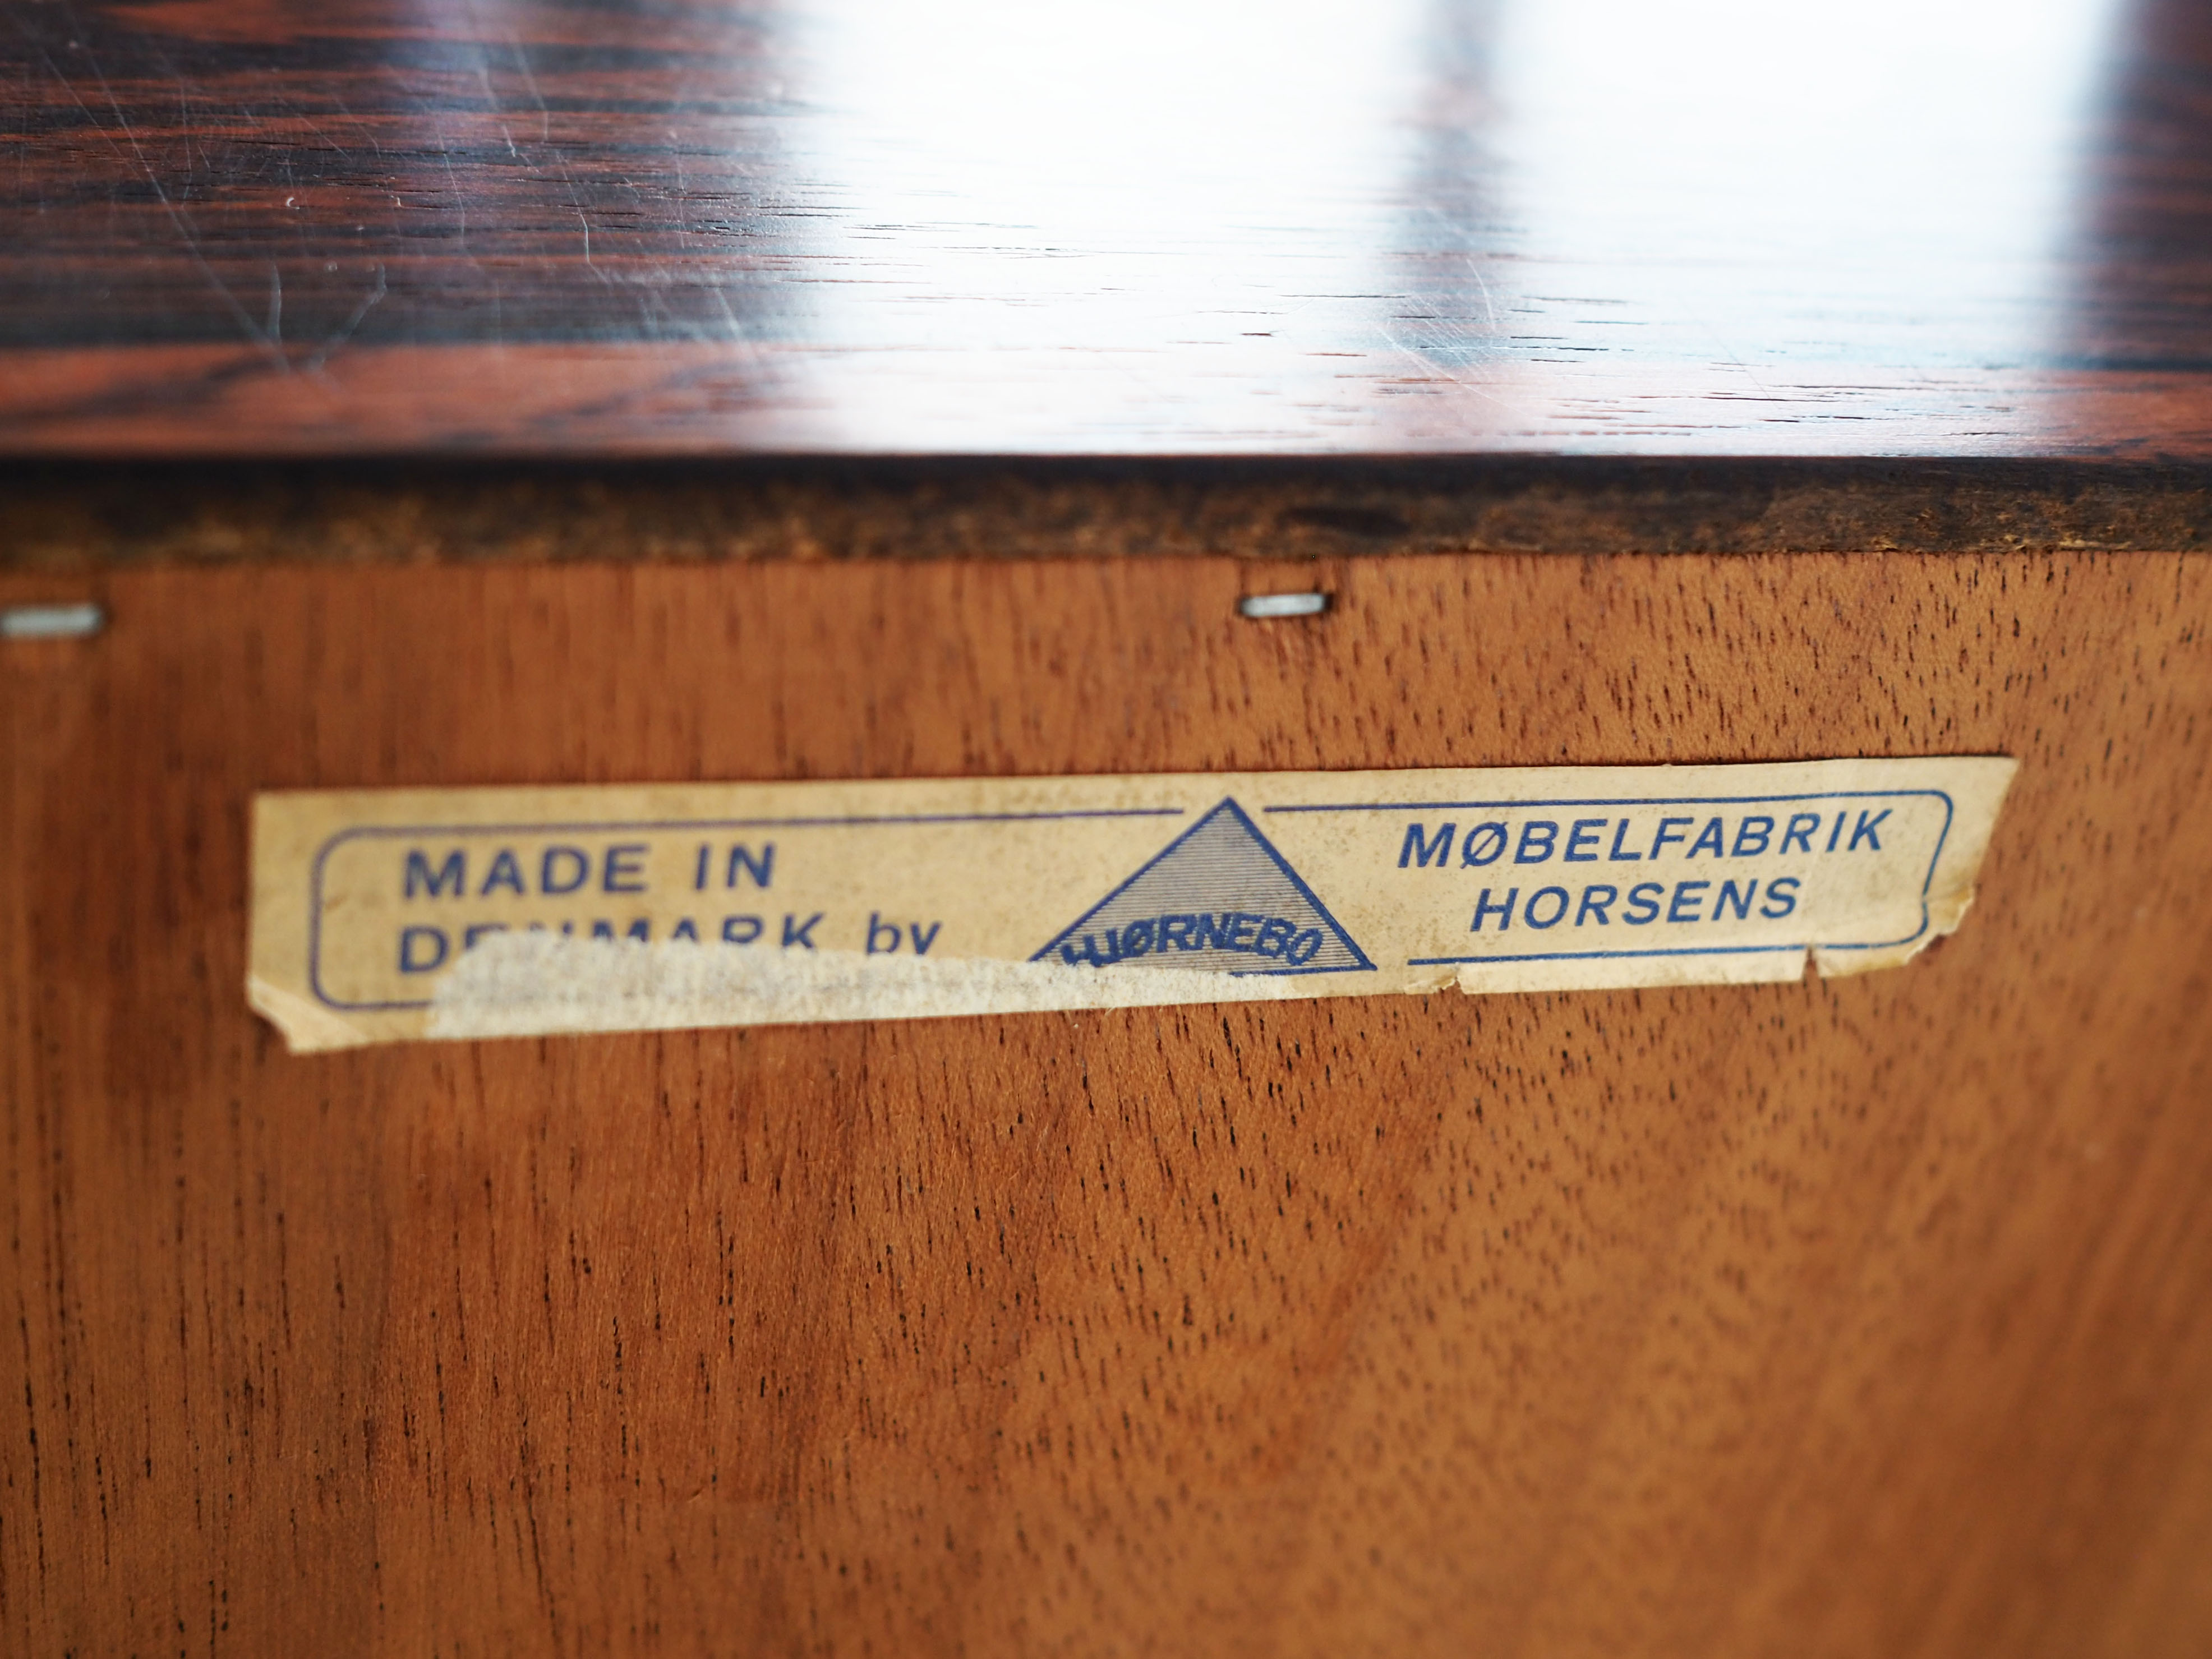 MADE IN
DENMARK by
HJØRNEBO
MØBELFABRIK
HORSENS